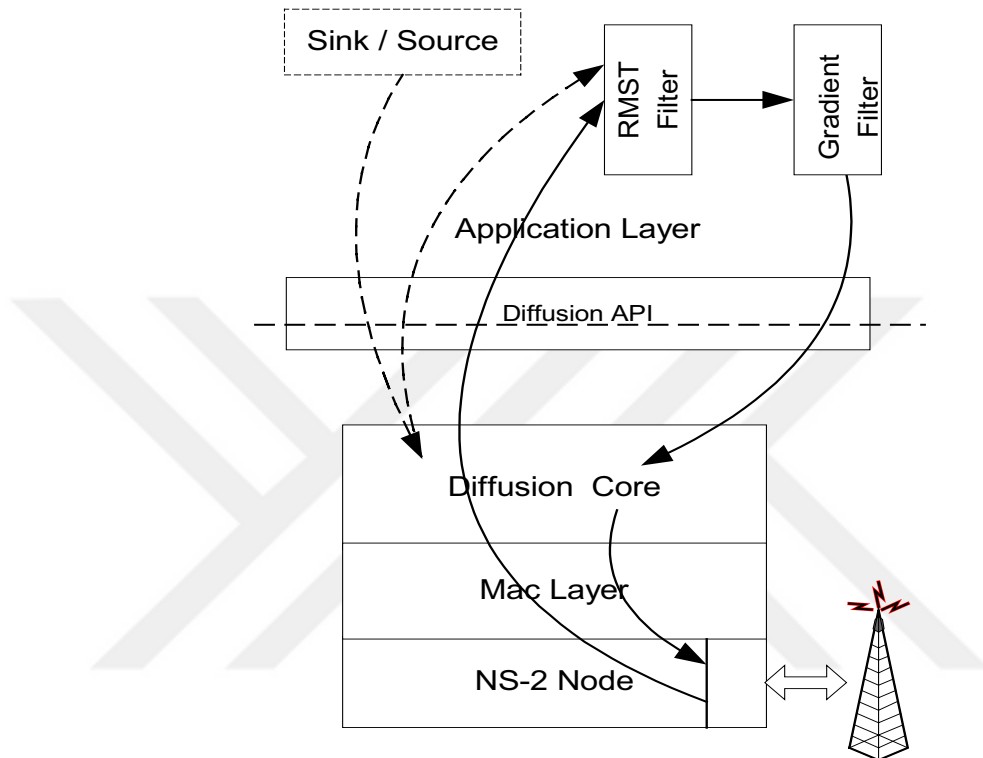 Sink / Source
RMST
Filter
Gradient
Filter
Application Layer
Diffusion API
Diffusion Core
Mac Layer
NS-2 Node